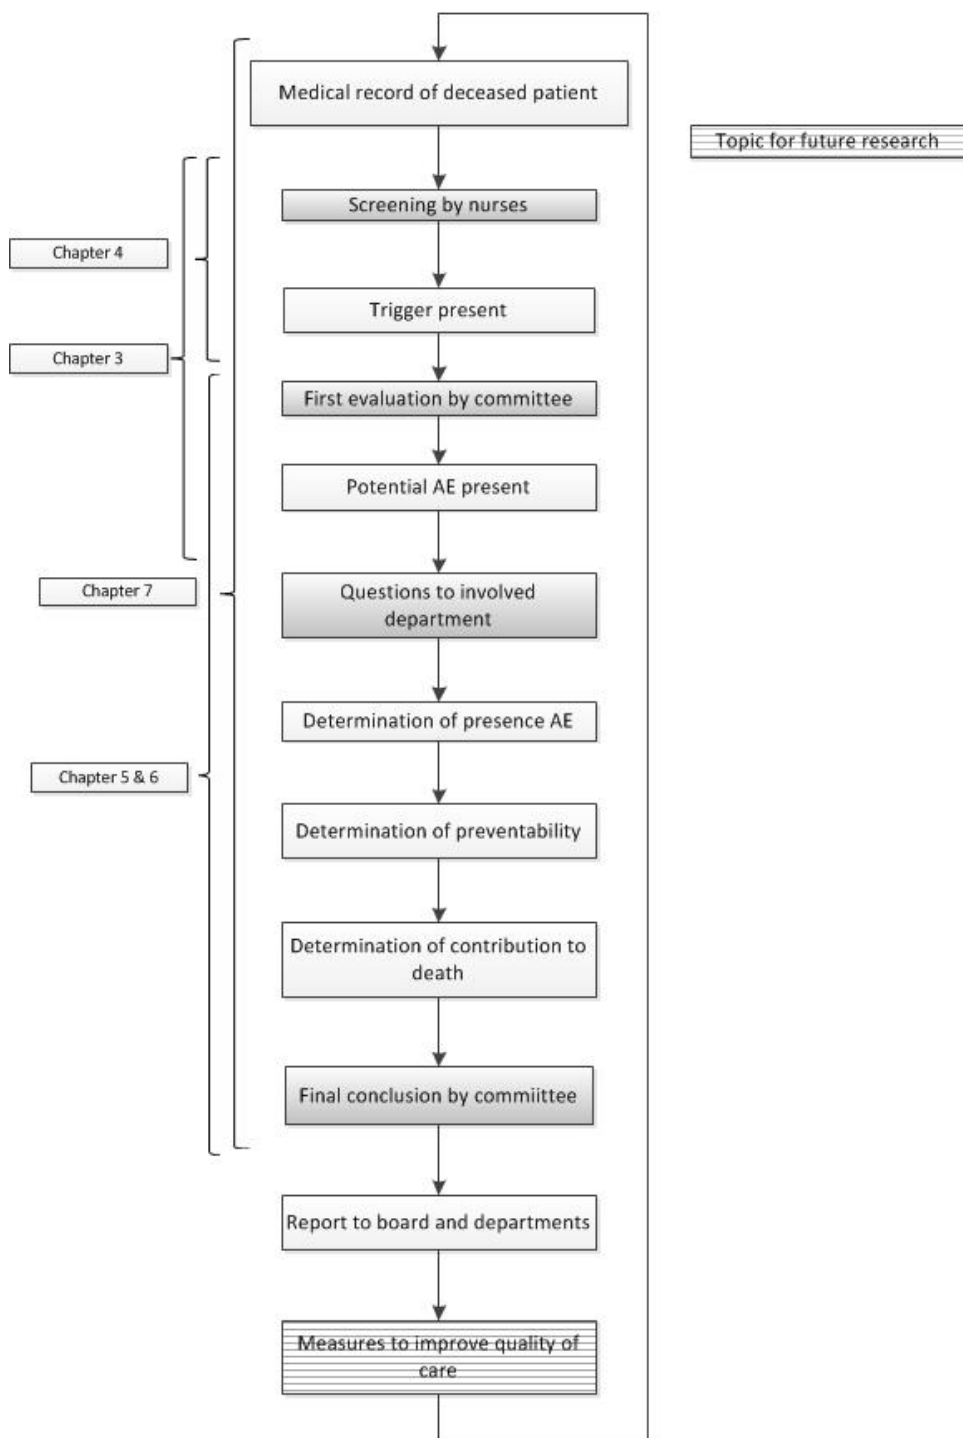 Medical record of deceased patient
Topic for future research
Screening by nurses
Chapter 4
Trigger present
Chapter 3
First evaluation by committee
Potential AE present
Chapter 7
Questions to involved
department
Determination of presence AE
Chapter 5 & 6
Determination of preventability
Determination of contribution to
death
Final conclusion by commiittee
Report to board and departments
Measures to improve quality of
care